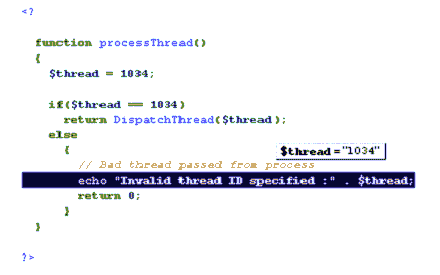 <?
function processThread()
{
$thread = 1034;
if($thread == 1034)
return DispatchThread($thread);
else
{
$thread="1034"
// Bad thread passed from process
echo "Invalid thread ID specified :" . $thread;
return 0;
}
}
?>